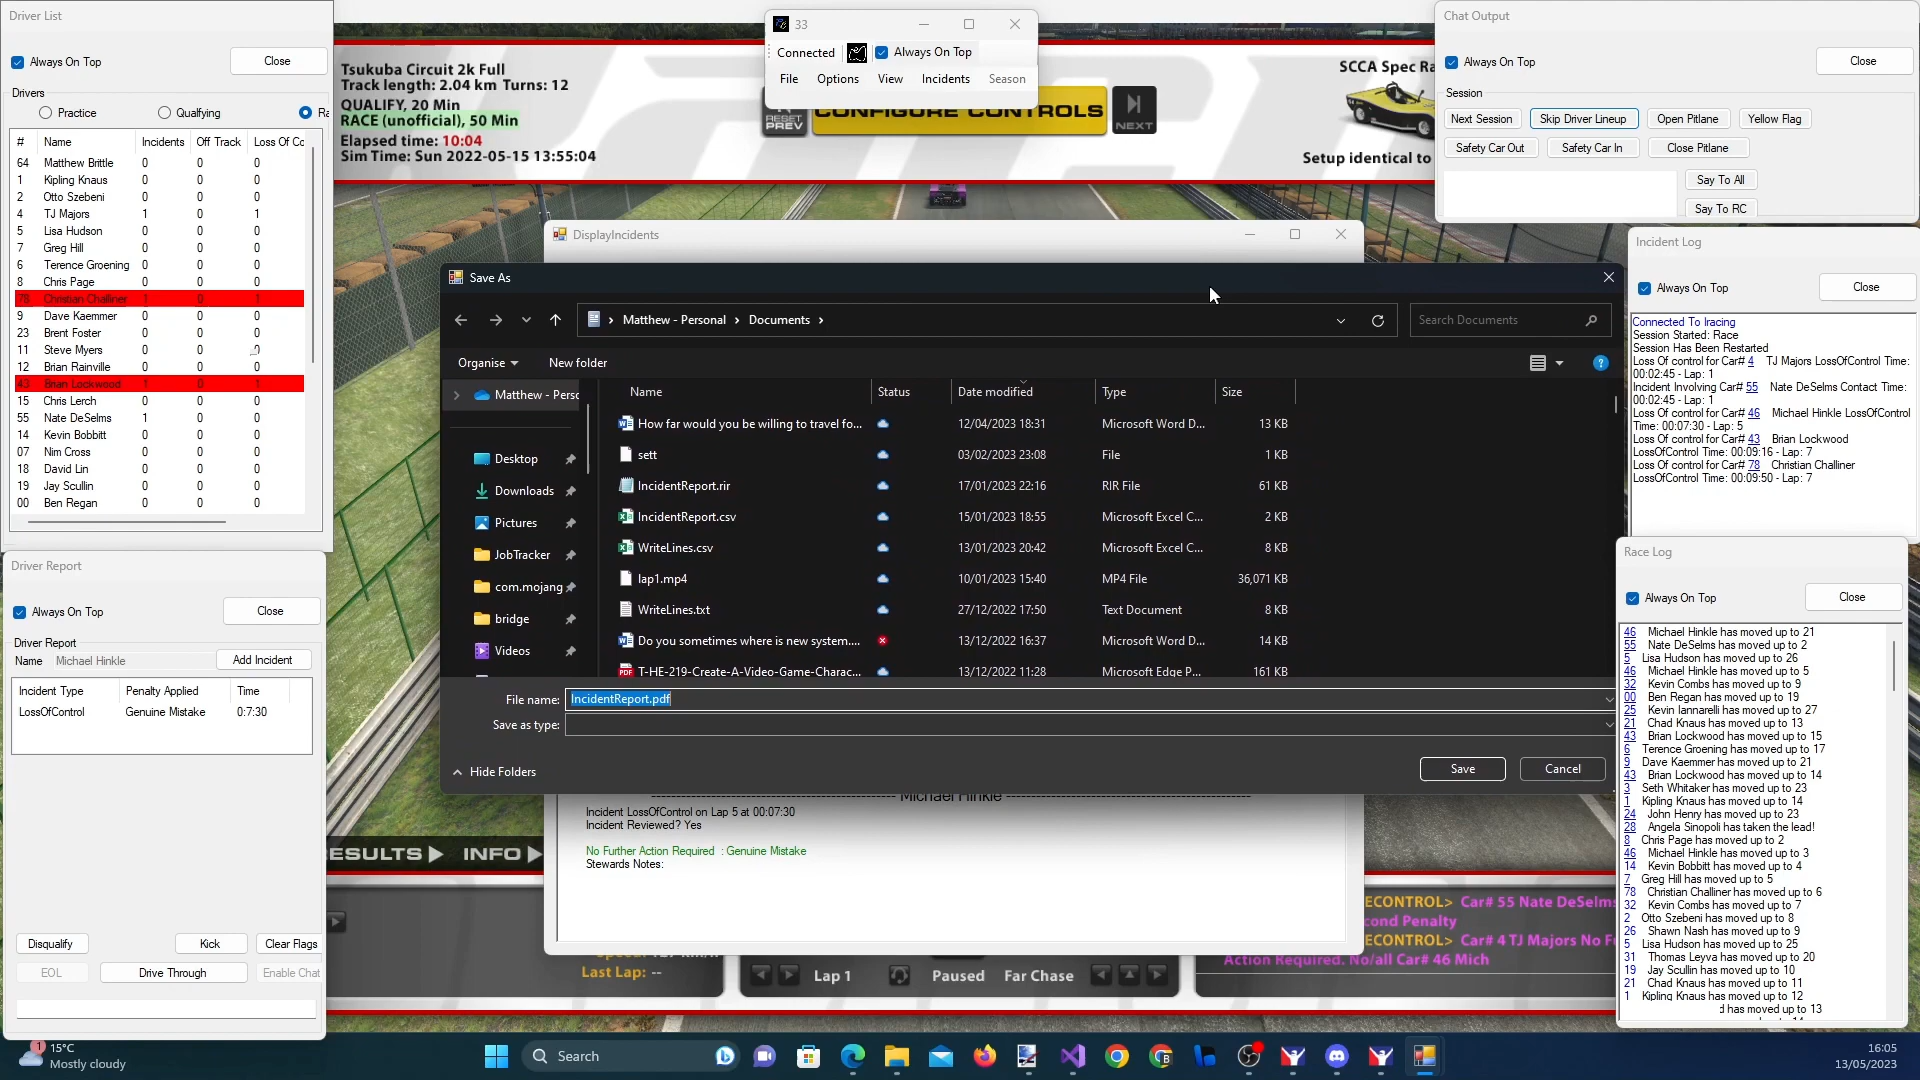 Driver List
Always On Top
Close
Drivers
Practice
Qualfying
Ra
# Name Incidents Off Track Loss Of Co
64 Matthew Brittle 0 0 0
1 Kipling Knaus 0 0 0
2 Otto Szebeni 0 0 0
4 TJ Majors 1 0 1
5 Lisa Hudson 0 0 0
7 Greg Hill 0 0 0
6 Terence Groening 0 0 0
8 Chris Page 0 0 0
78 Christian Challiner 1 0 1
9 Dave Kaemmer 0 0 0
23 Brent Foster 0 0 0
11 Steve Myers 0 0 0
12 Brian Rainville 0 0 0
43 Brian Lockwood 1 0 1
15 Chris Lerch 0 0 0
55 Nate DeSelms 1 0 0
14 Kevin Bobbitt 0 0 0
07 Nim Cross 0 0 0
18 David Lin 0 0 0
19 Jay Scullin 0 0 0
00 Ben Regan 0 0 0
Driver Report
Always On Top
Close
Driver Report
Name Michael Hinkle
Add Incident
Incident Type Penalty Applied Time
LossOfControl Genuine Mistake 0:7:30
Disqualify
Kick
Clear Flags
EOL
Drive Through
Enable Chat
Tsukuba Circuit 2k Full
Track length: 2.04 km Turns: 12
QUALIFY, 20 Min
RACE (unofficial), 50 Min
Elapsed time: 10:04
Sim Time: Sun 2022-05-15 13:55:04
33
Connected
Always On Top
File Options View Incidents Season
RESET PREV
CONFIGURE CONTROLS
NEXT
SCCA Spec Ra
Setup identical to
DisplayIncidents
Save As
Matthew - Personal › Documents ›
Search Documents
Organise
New folder
Matthew - Perso
Desktop
Downloads
Pictures
JobTracker
com.mojang
bridge
Videos
Name Status Date modified Type Size
How far would you be willing to travel fo... 12/04/2023 18:31 Microsoft Word D... 13 KB
sett 03/02/2023 23:08 File 1 KB
IncidentReport.rir 17/01/2023 22:16 RIR File 61 KB
IncidentReport.csv 15/01/2023 18:55 Microsoft Excel C... 2 KB
WriteLines.csv 13/01/2023 20:42 Microsoft Excel C... 8 KB
lap1.mp4 10/01/2023 15:40 MP4 File 36,071 KB
WriteLines.txt 27/12/2022 17:50 Text Document 8 KB
Do you sometimes where is new system.... 13/12/2022 16:37 Microsoft Word D... 14 KB
T-HE-219-Create-A-Video-Game-Charac... 13/12/2022 11:28 Microsoft Edge P... 161 KB
File name: IncidentReport.pdf
Save as type:
Hide Folders
Save
Cancel
Michael Hinkle
Incident LossOfControl on Lap 5 at 00:07:30
Incident Reviewed? Yes
No Further Action Required : Genuine Mistake
Stewards Notes:
ESULTS INFO
Last Lap: --
Lap 1
Paused
Far Chase
ECONTROL> Car# 55 Nate DeSelms
cond Penalty
ECONTROL> Car# 4 TJ Majors No Fu
Action Required. No/all Car# 46 Mich
Chat Output
Always On Top
Close
Session
Next Session
Skip Driver Lineup
Open Pitlane
Yellow Flag
Safety Car Out
Safety Car In
Close Pitlane
Say To All
Say To RC
Incident Log
Always On Top
Close
Connected To Iracing
Session Started: Race
Session Has Been Restarted
Loss Of control for Car# 4 TJ Majors LossOfControl Time:
00:02:45 - Lap: 1
Incident Involving Car# 55 Nate DeSelms Contact Time:
00:02:45 - Lap: 1
Loss Of control for Car# 46 Michael Hinkle LossOfControl
Time: 00:07:30 - Lap: 5
Loss Of control for Car# 43 Brian Lockwood
LossOfControl Time: 00:09:16 - Lap: 7
Loss Of control for Car# 78 Christian Challiner
LossOfControl Time: 00:09:50 - Lap: 7
Race Log
Always On Top
Close
46 Michael Hinkle has moved up to 21
55 Nate DeSelms has moved up to 2
5 Lisa Hudson has moved up to 26
46 Michael Hinkle has moved up to 5
32 Kevin Combs has moved up to 9
00 Ben Regan has moved up to 19
25 Kevin Iannarelli has moved up to 27
21 Chad Knaus has moved up to 13
43 Brian Lockwood has moved up to 15
6 Terence Groening has moved up to 17
9 Dave Kaemmer has moved up to 21
43 Brian Lockwood has moved up to 14
3 Seth Whitaker has moved up to 23
1 Kipling Knaus has moved up to 14
24 John Henry has moved up to 23
28 Angela Sinopoli has taken the lead!
8 Chris Page has moved up to 2
46 Michael Hinkle has moved up to 3
14 Kevin Bobbitt has moved up to 4
7 Greg Hill has moved up to 5
78 Christian Challiner has moved up to 6
32 Kevin Combs has moved up to 7
2 Otto Szebeni has moved up to 8
26 Shawn Nash has moved up to 9
5 Lisa Hudson has moved up to 25
31 Thomas Leyva has moved up to 20
19 Jay Scullin has moved up to 10
21 Chad Knaus has moved up to 11
1 Kipling Knaus has moved up to 12
d has moved up to 13
1
15°C
Mostly cloudy
Search
16:05
13/05/2023